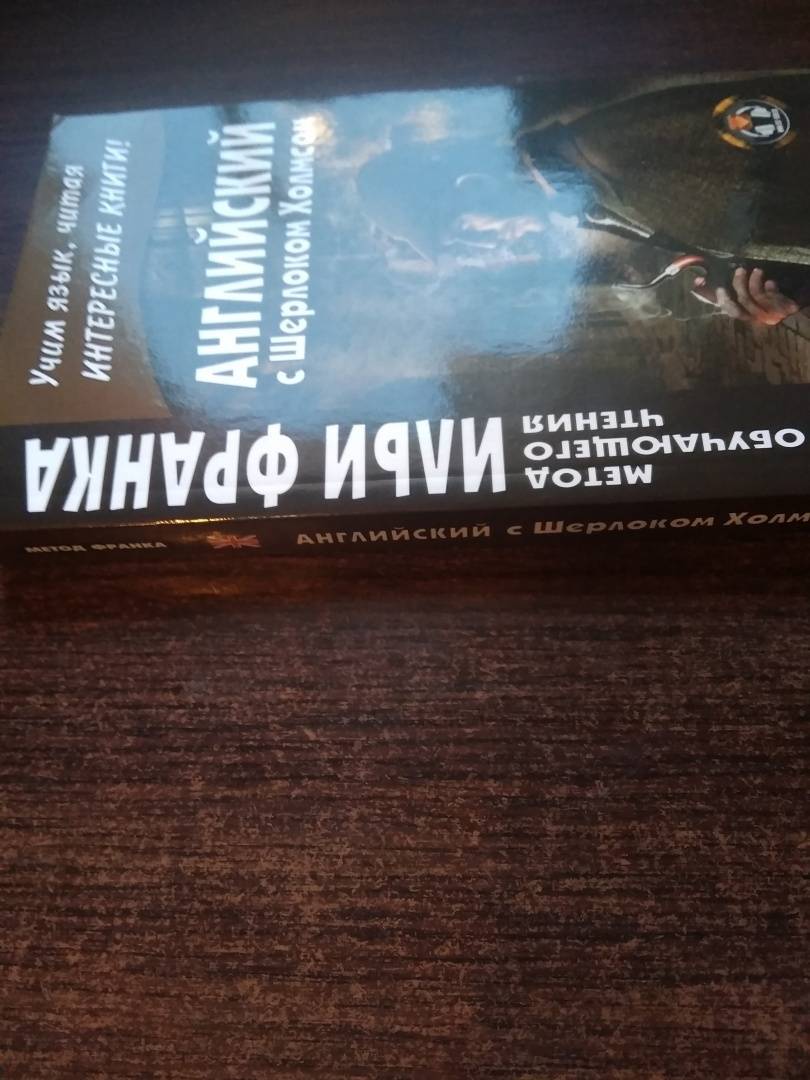 Учим язык, читая
ИНТЕРЕСНЫЕ КНИГИ!
АНГЛИЙСКИЙ
с Шерлоком Холмсом
МЕТОД
ОБУЧАЮЩЕГО
ЧТЕНИЯ
ИЛЬИ ФРАНКА
МЕТОД ФРАНКА
АНГЛИЙСКИЙ с Шерлоком Холм